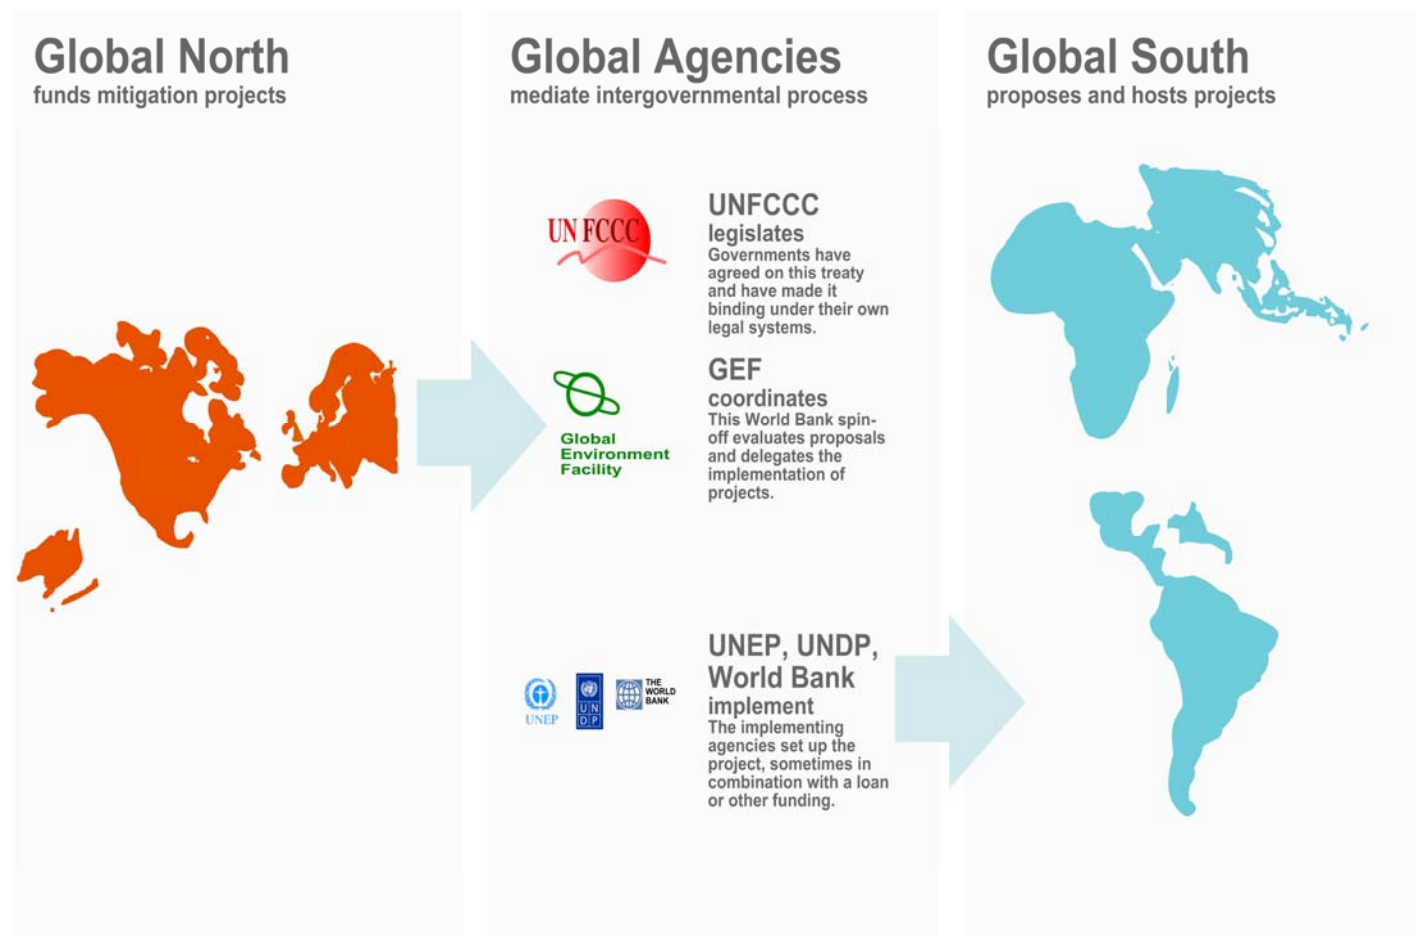 Global North
funds mitigation projects
Global Agencies
mediate intergovernmental process
UN FCCC
UNFCCC
legislates
Governments have
agreed on this treaty
and have made it
binding under their own
legal systems.
Global
Environment
Facility
GEF
coordinates
This World Bank spin-
off evaluates proposals
and delegates the
implementation of
projects.
UNEP
U N
D P
THE
WORLD
BANK
UNEP, UNDP,
World Bank
implement
The implementing
agencies set up the
project, sometimes in
combination with a loan
or other funding.
Global South
proposes and hosts projects